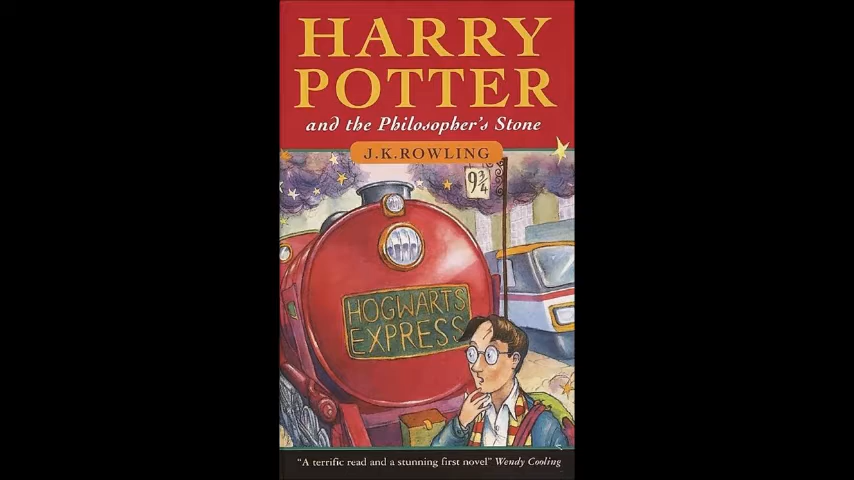 HARRY
POTTER
and the Philosopher's Stone
J.K.ROWLING
9¾
HOGWARTS
EXPRESS
"A terrific read and a stunning first novel" Wendy Cooling